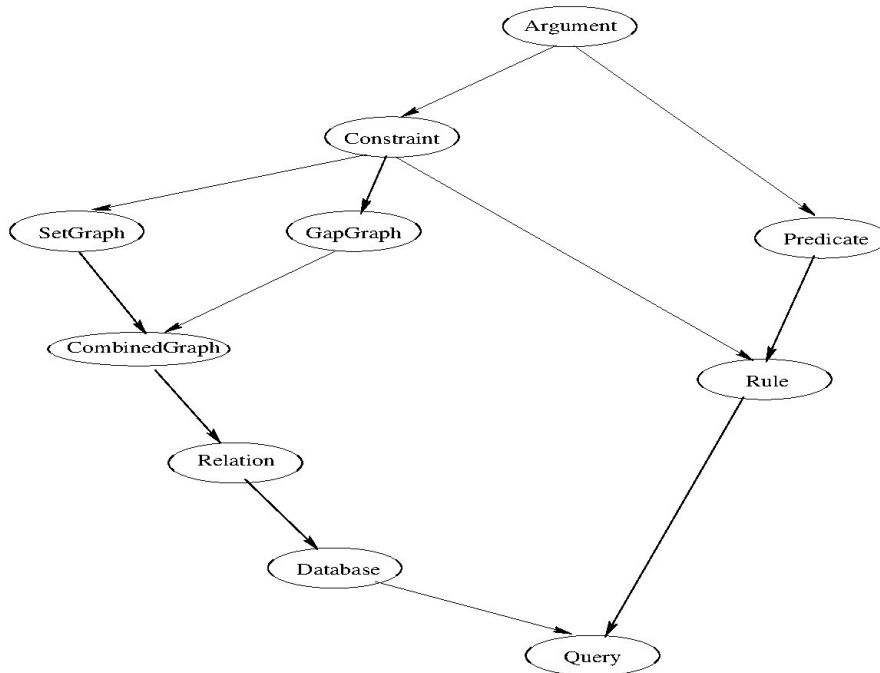 Argument
Constraint
SetGraph
GapGraph
Predicate
CombinedGraph
Rule
Relation
Database
Query